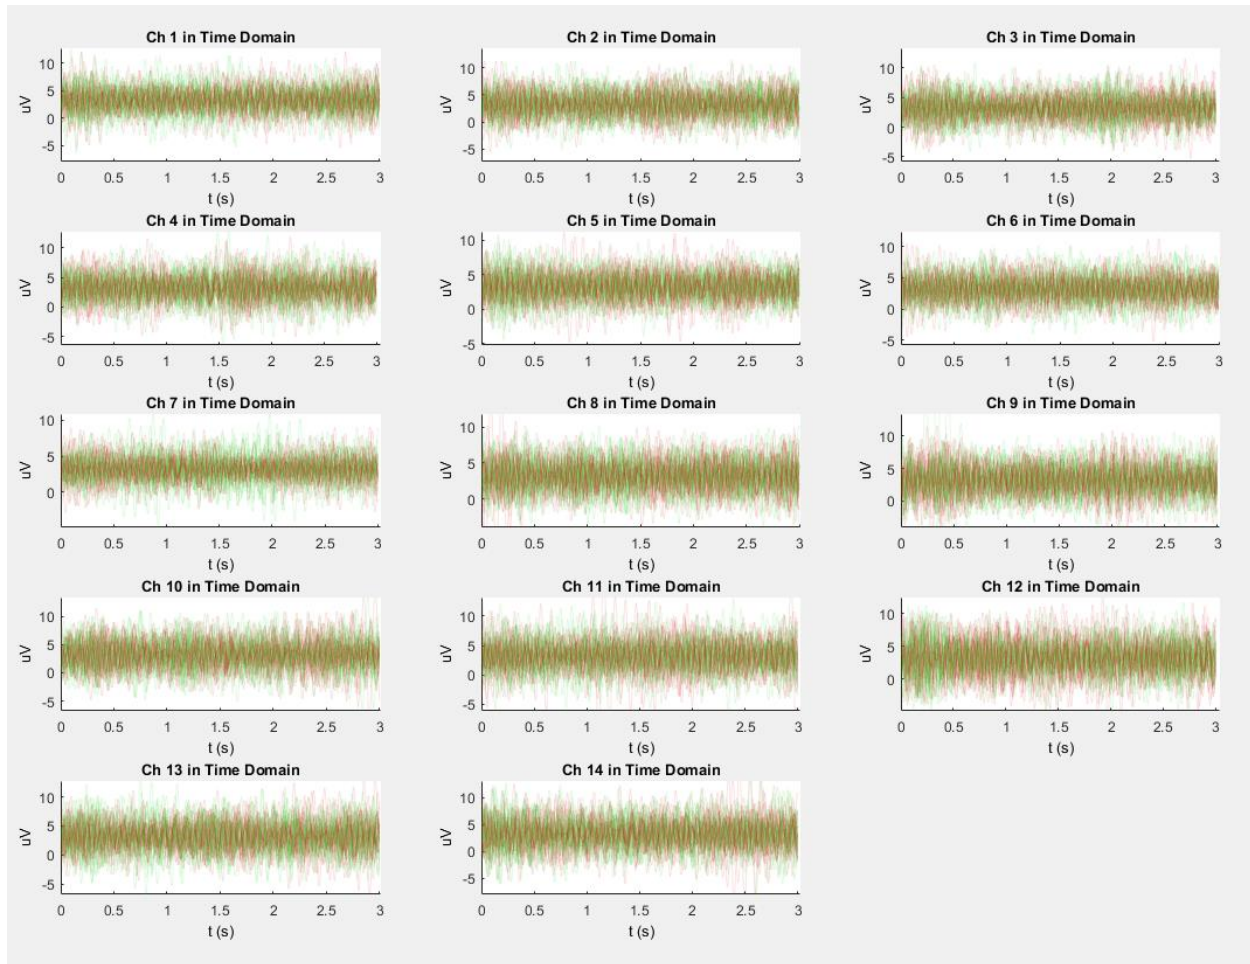 Ch 1 in Time Domain
10
5
0
-5
uV
0 0.5 1 1.5 2 2.5 3
t (s)
Ch 2 in Time Domain
10
5
0
-5
uV
0 0.5 1 1.5 2 2.5 3
t (s)
Ch 3 in Time Domain
10
5
0
-5
uV
0 0.5 1 1.5 2 2.5 3
t (s)
Ch 4 in Time Domain
10
5
0
-5
uV
0 0.5 1 1.5 2 2.5 3
t (s)
Ch 5 in Time Domain
10
5
0
-5
uV
0 0.5 1 1.5 2 2.5 3
t (s)
Ch 6 in Time Domain
10
5
0
-5
uV
0 0.5 1 1.5 2 2.5 3
t (s)
Ch 7 in Time Domain
10
5
0
uV
0 0.5 1 1.5 2 2.5 3
t (s)
Ch 8 in Time Domain
10
5
0
uV
0 0.5 1 1.5 2 2.5 3
t (s)
Ch 9 in Time Domain
10
5
0
uV
0 0.5 1 1.5 2 2.5 3
t (s)
Ch 10 in Time Domain
10
5
0
-5
uV
0 0.5 1 1.5 2 2.5 3
t (s)
Ch 11 in Time Domain
10
5
0
-5
uV
0 0.5 1 1.5 2 2.5 3
t (s)
Ch 12 in Time Domain
10
5
0
uV
0 0.5 1 1.5 2 2.5 3
t (s)
Ch 13 in Time Domain
10
5
0
-5
uV
0 0.5 1 1.5 2 2.5 3
t (s)
Ch 14 in Time Domain
10
5
0
-5
uV
0 0.5 1 1.5 2 2.5 3
t (s)